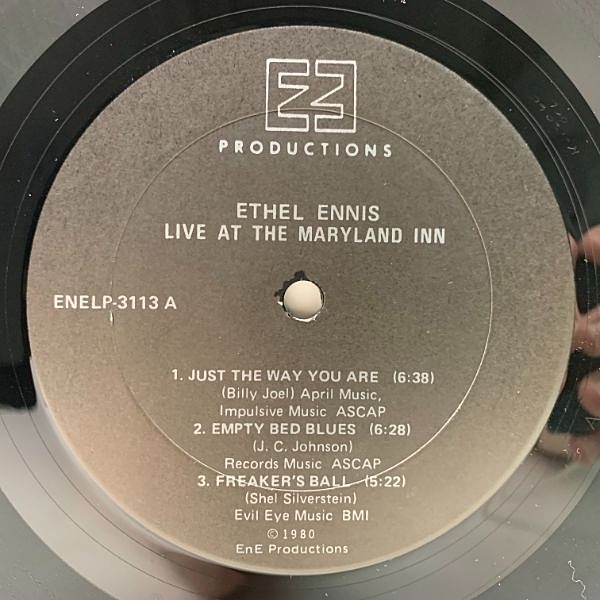 ENE
PRODUCTIONS
ETHEL ENNIS
LIVE AT THE MARYLAND INN
ENELP-3113 A
1. JUST THE WAY YOU ARE (6:38)
(Billy Joel) April Music,
Impulsive Music ASCAP
2. EMPTY BED BLUES (6:28)
(J. C. Johnson)
Records Music ASCAP
3. FREAKER'S BALL (5:22)
(Shel Silverstein)
Evil Eye Music BMI
© 1980
EnE Productions